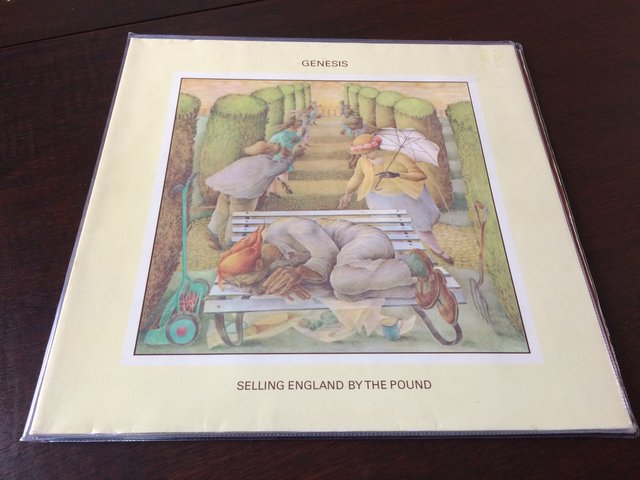 GENESIS
SELLING ENGLAND BY THE POUND